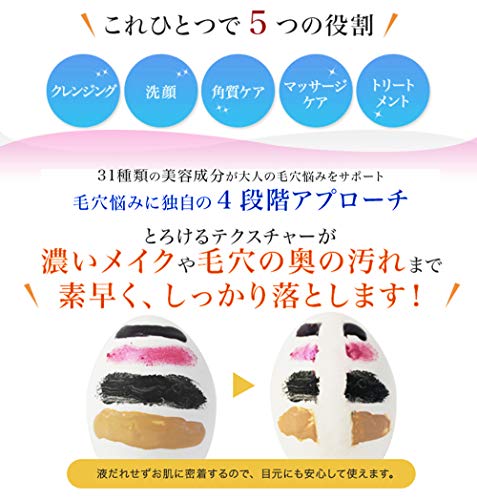 これひとつで5つの役割
クレンジング
洗顔
角質ケア
マッサージ
ケア
トリート
メント
31種類の美容成分が大人の毛穴悩みをサポート
毛穴悩みに独自の4段階アプローチ
とろけるテクスチャーが
濃いメイクや毛穴の奥の汚れまで
素早く、しっかり落とします!
液だれせずお肌に密着するので、目元にも安心して使えます。